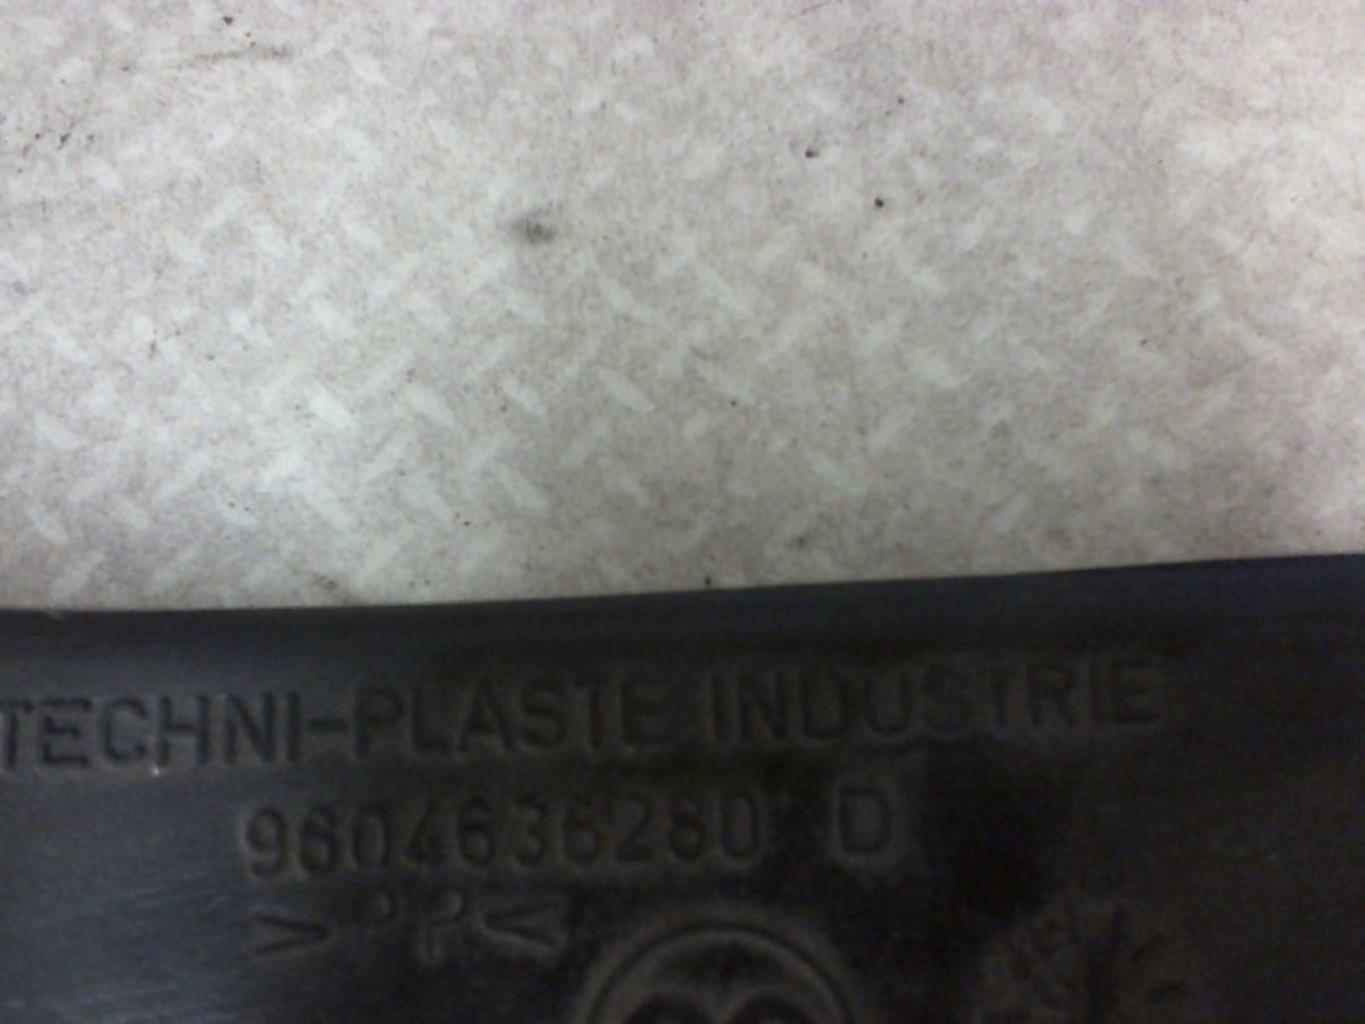 TECHNI-PLASTE INDUSTRIE
9604636280 D
>PP<